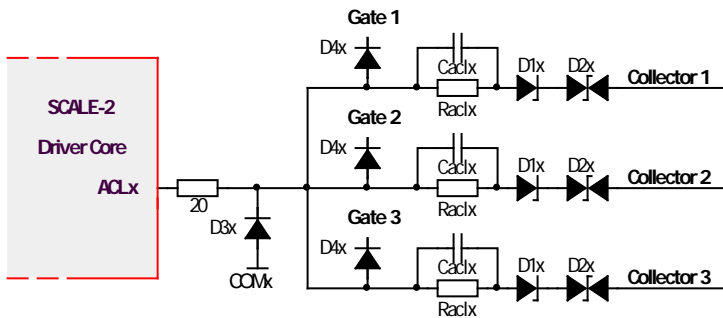 Gate 1
D4x
Caclx
D1x
D2x
Collector 1
Raclx
SCALE-2
Driver Core
ACLx
20
D3x
COMx
Gate 2
D4x
Caclx
D1x
D2x
Collector 2
Raclx
Gate 3
D4x
Caclx
D1x
D2x
Collector 3
Raclx